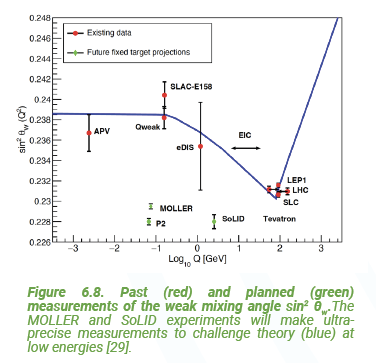 0.248
0.246
0.244
0.242
0.24
0.238
0.236
0.234
0.232
0.23
0.228
0.226
sin² θw (Q²)
Existing data
Future fixed target projections
SLAC-E158
APV
Qweak
eDIS
EIC
LEP1
LHC
SLC
MOLLER
P2
SoLID
Tevatron
−3 −2 −1 0 1 2 3
Log10 Q [GeV]
Figure 6.8. Past (red) and planned (green)
measurements of the weak mixing angle sin² θw.The
MOLLER and SoLID experiments will make ultra-
precise measurements to challenge theory (blue) at
low energies [29].